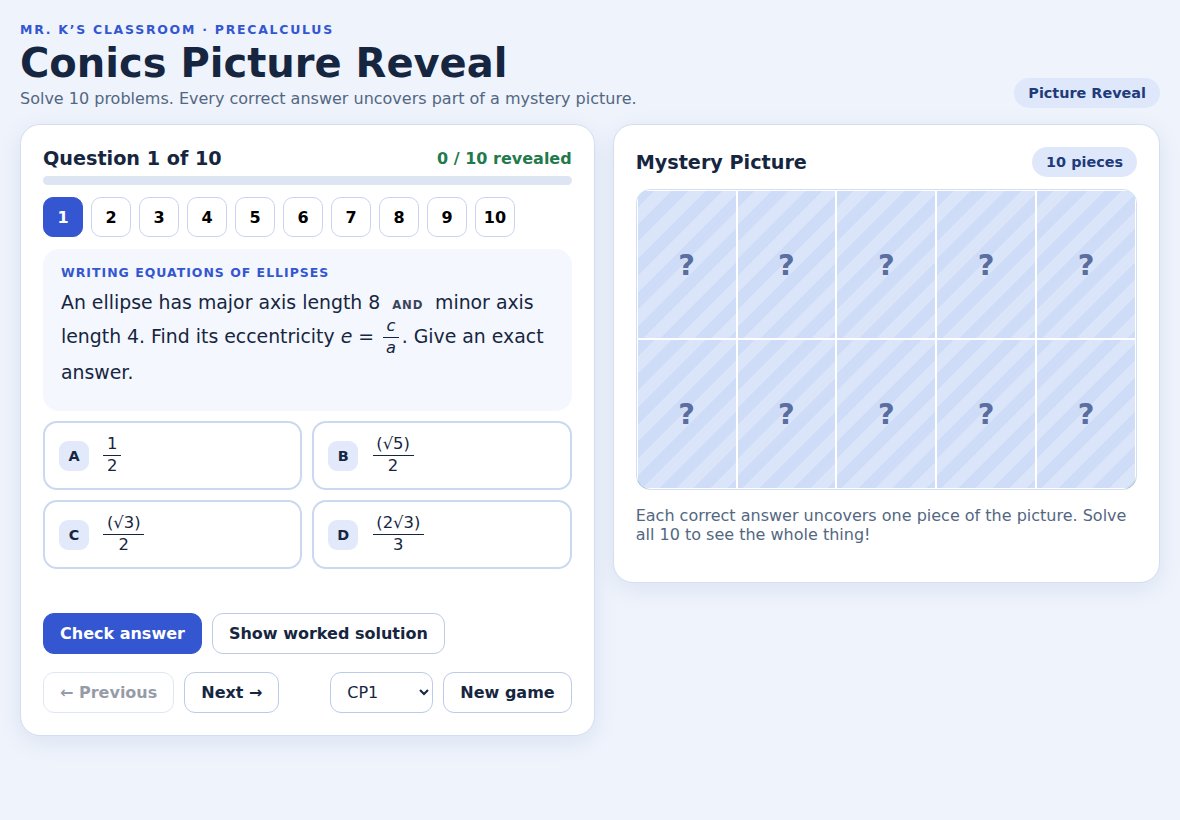 MR. K’S CLASSROOM · PRECALCULUS
Conics Picture Reveal
Solve 10 problems. Every correct answer uncovers part of a mystery picture.
Picture Reveal
Question 1 of 10
0 / 10 revealed
1 2 3 4 5 6 7 8 9 10
WRITING EQUATIONS OF ELLIPSES
An ellipse has major axis length 8 AND minor axis
length 4. Find its eccentricity e = c/a. Give an exact
answer.
A 1/2
B (√5)/2
C (√3)/2
D (2√3)/3
Check answer
Show worked solution
← Previous
Next →
CP1
New game
Mystery Picture
10 pieces
? ? ? ? ?
? ? ? ? ?
Each correct answer uncovers one piece of the picture. Solve
all 10 to see the whole thing!